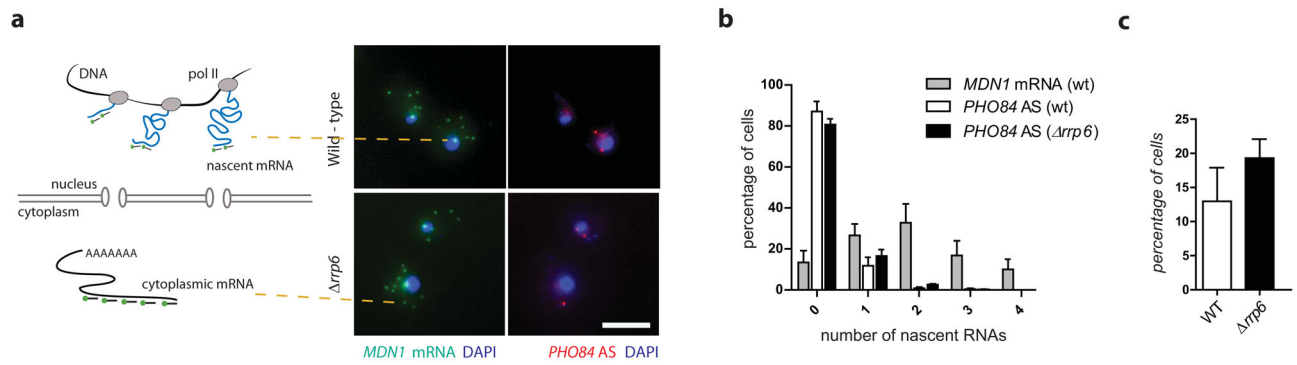 a
DNA
pol II
nascent mRNA
nucleus
cytoplasm
AAAAAAA
cytoplasmic mRNA
Wild - type
Δrrp6
MDN1 mRNA DAPI
PHO84 AS DAPI
b
percentage of cells
100
80
60
40
20
0
0 1 2 3 4
number of nascent RNAs
MDN1 mRNA (wt)
PHO84 AS (wt)
PHO84 AS (Δrrp6)
c
percentage of cells
25
20
15
10
5
0
WT Δrrp6